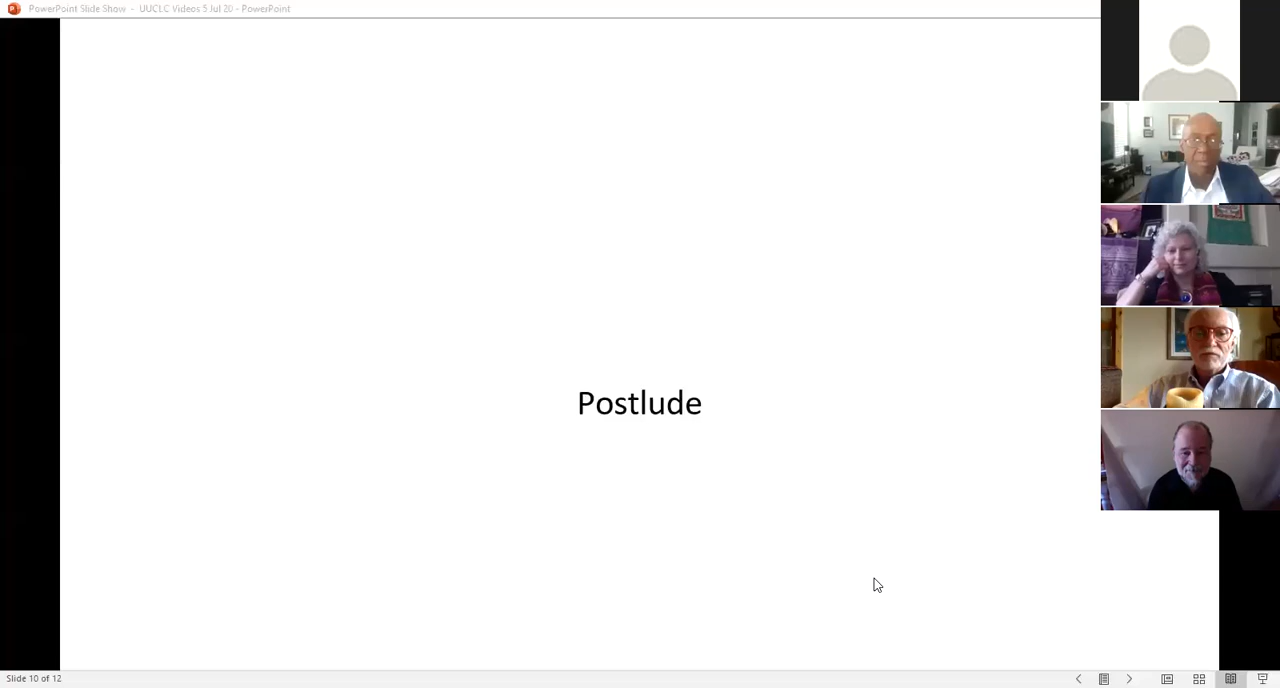 PowerPoint Slide Show - UUCLC Videos 5 Jul 20 - PowerPoint
Postlude
Slide 10 of 12